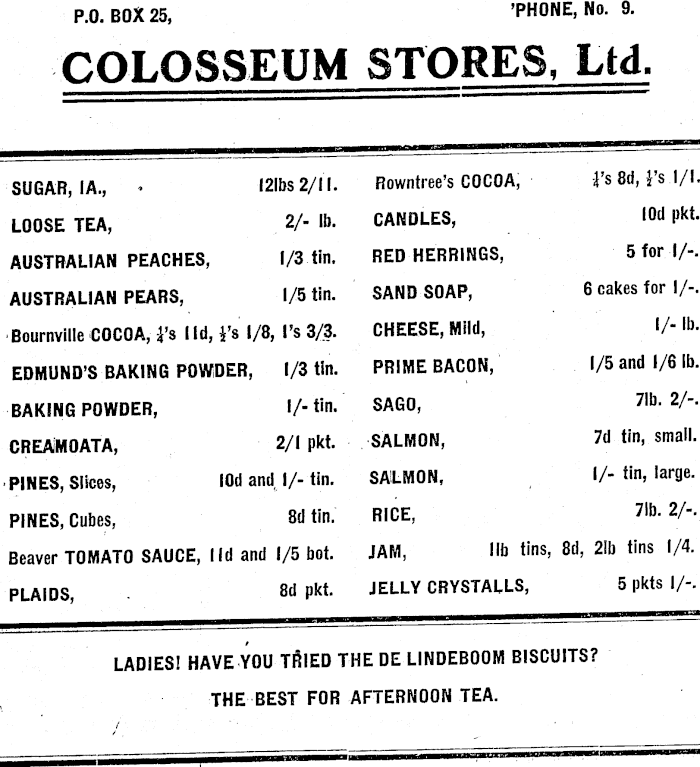 P.O. BOX 25,
'PHONE, No. 9.
COLOSSEUM STORES, Ltd.
SUGAR, IA., 12lbs 2/11.
LOOSE TEA, 2/- lb.
AUSTRALIAN PEACHES, 1/3 tin.
AUSTRALIAN PEARS, 1/5 tin.
Bournville COCOA, ¼'s 11d, ½'s 1/8, 1's 3/3.
EDMUND'S BAKING POWDER, 1/3 tin.
BAKING POWDER, 1/- tin.
CREAMOATA, 2/1 pkt.
PINES, Slices, 10d and 1/- tin.
PINES, Cubes, 8d tin.
Beaver TOMATO SAUCE, 11d and 1/5 bot.
PLAIDS, 8d pkt.
Rowntree's COCOA, ¼'s 8d, ½'s 1/1.
CANDLES, 10d pkt.
RED HERRINGS, 5 for 1/-.
SAND SOAP, 6 cakes for 1/-.
CHEESE, Mild, 1/- lb.
PRIME BACON, 1/5 and 1/6 lb.
SAGO, 7lb. 2/-.
SALMON, 7d tin, small.
SALMON, 1/- tin, large.
RICE, 7lb. 2/-.
JAM, 1lb tins, 8d, 2lb tins 1/4.
JELLY CRYSTALLS, 5 pkts 1/-.
LADIES! HAVE YOU TRIED THE DE LINDEBOOM BISCUITS?
THE BEST FOR AFTERNOON TEA.